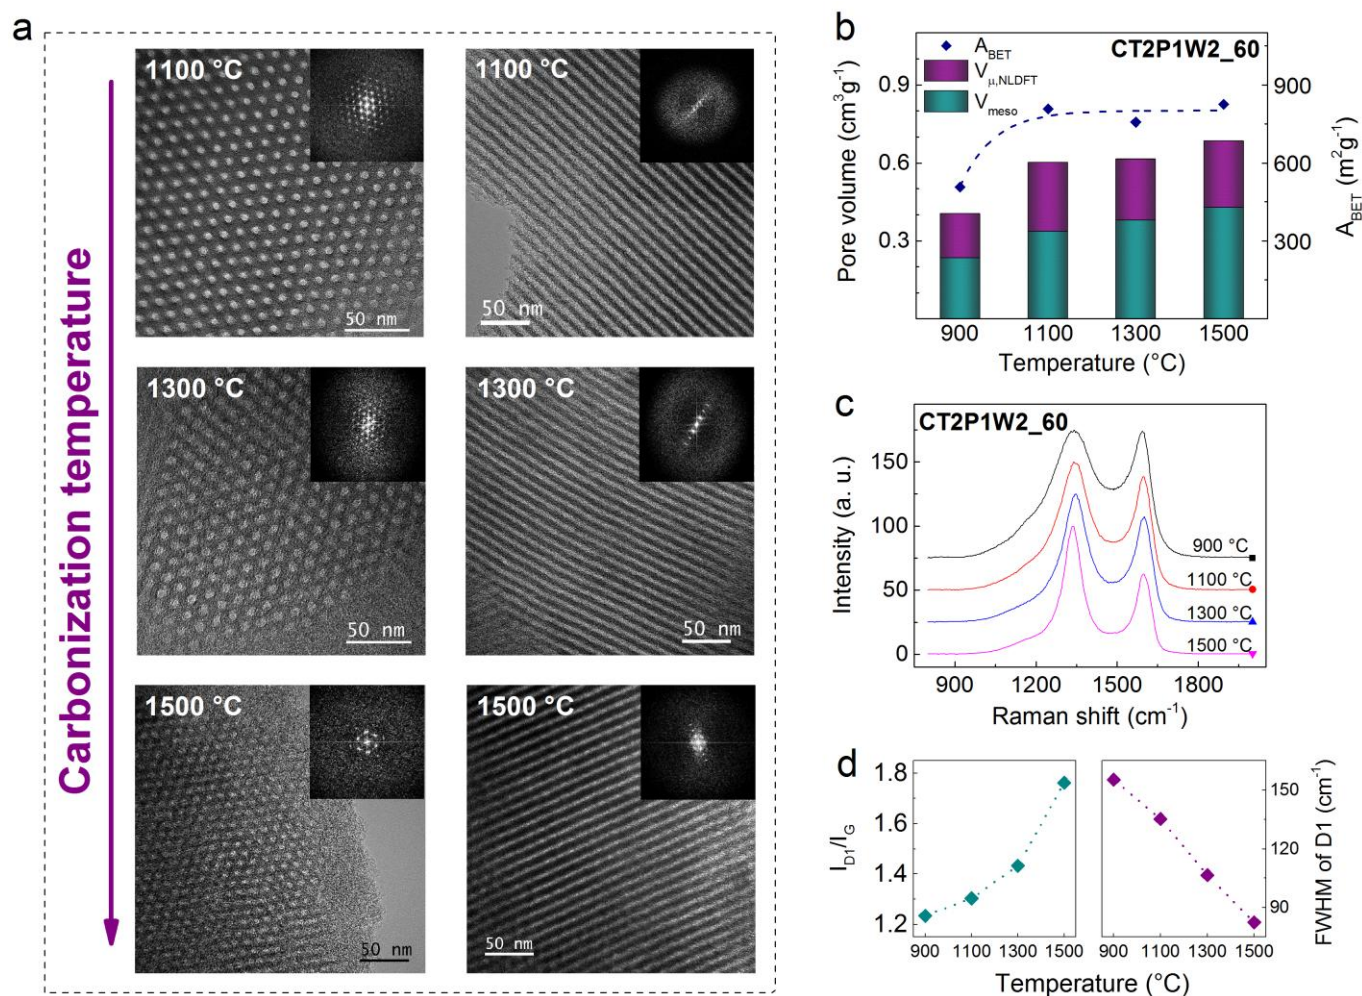 a
Carbonization temperature
1100 °C
50 nm
1100 °C
50 nm
1300 °C
50 nm
1300 °C
50 nm
1500 °C
50 nm
1500 °C
50 nm
b
CT2P1W2_60
A_BET
V_μ,NLDFT
V_meso
Pore volume (cm³g⁻¹)
0.9
0.6
0.3
A_BET (m²g⁻¹)
900
600
300
900 1100 1300 1500
Temperature (°C)
c
CT2P1W2_60
Intensity (a. u.)
150
100
50
0
900 °C
1100 °C
1300 °C
1500 °C
900 1200 1500 1800
Raman shift (cm⁻¹)
d
I_D1/I_G
1.8
1.6
1.4
1.2
900 1100 1300 1500
900 1100 1300 1500
150
120
90
FWHM of D1 (cm⁻¹)
Temperature (°C)